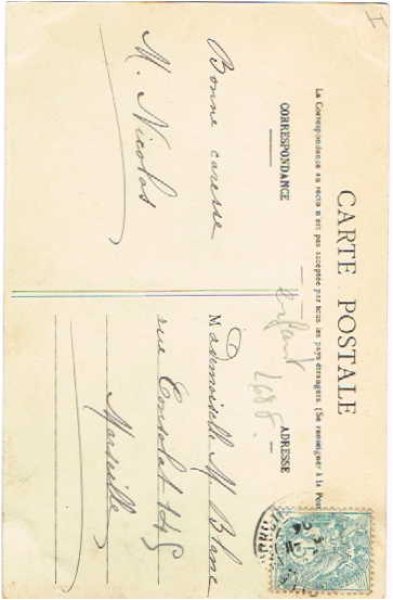 CARTE POSTALE
La Correspondance au recto n'est pas acceptée par tous les pays étrangers. (Se renseigner à la Poste
CORRESPONDANCE
ADRESSE
Bonne caresse
M. Nicolas
Mademoiselle M Blanc
rue Consolat 148
Marseille
I